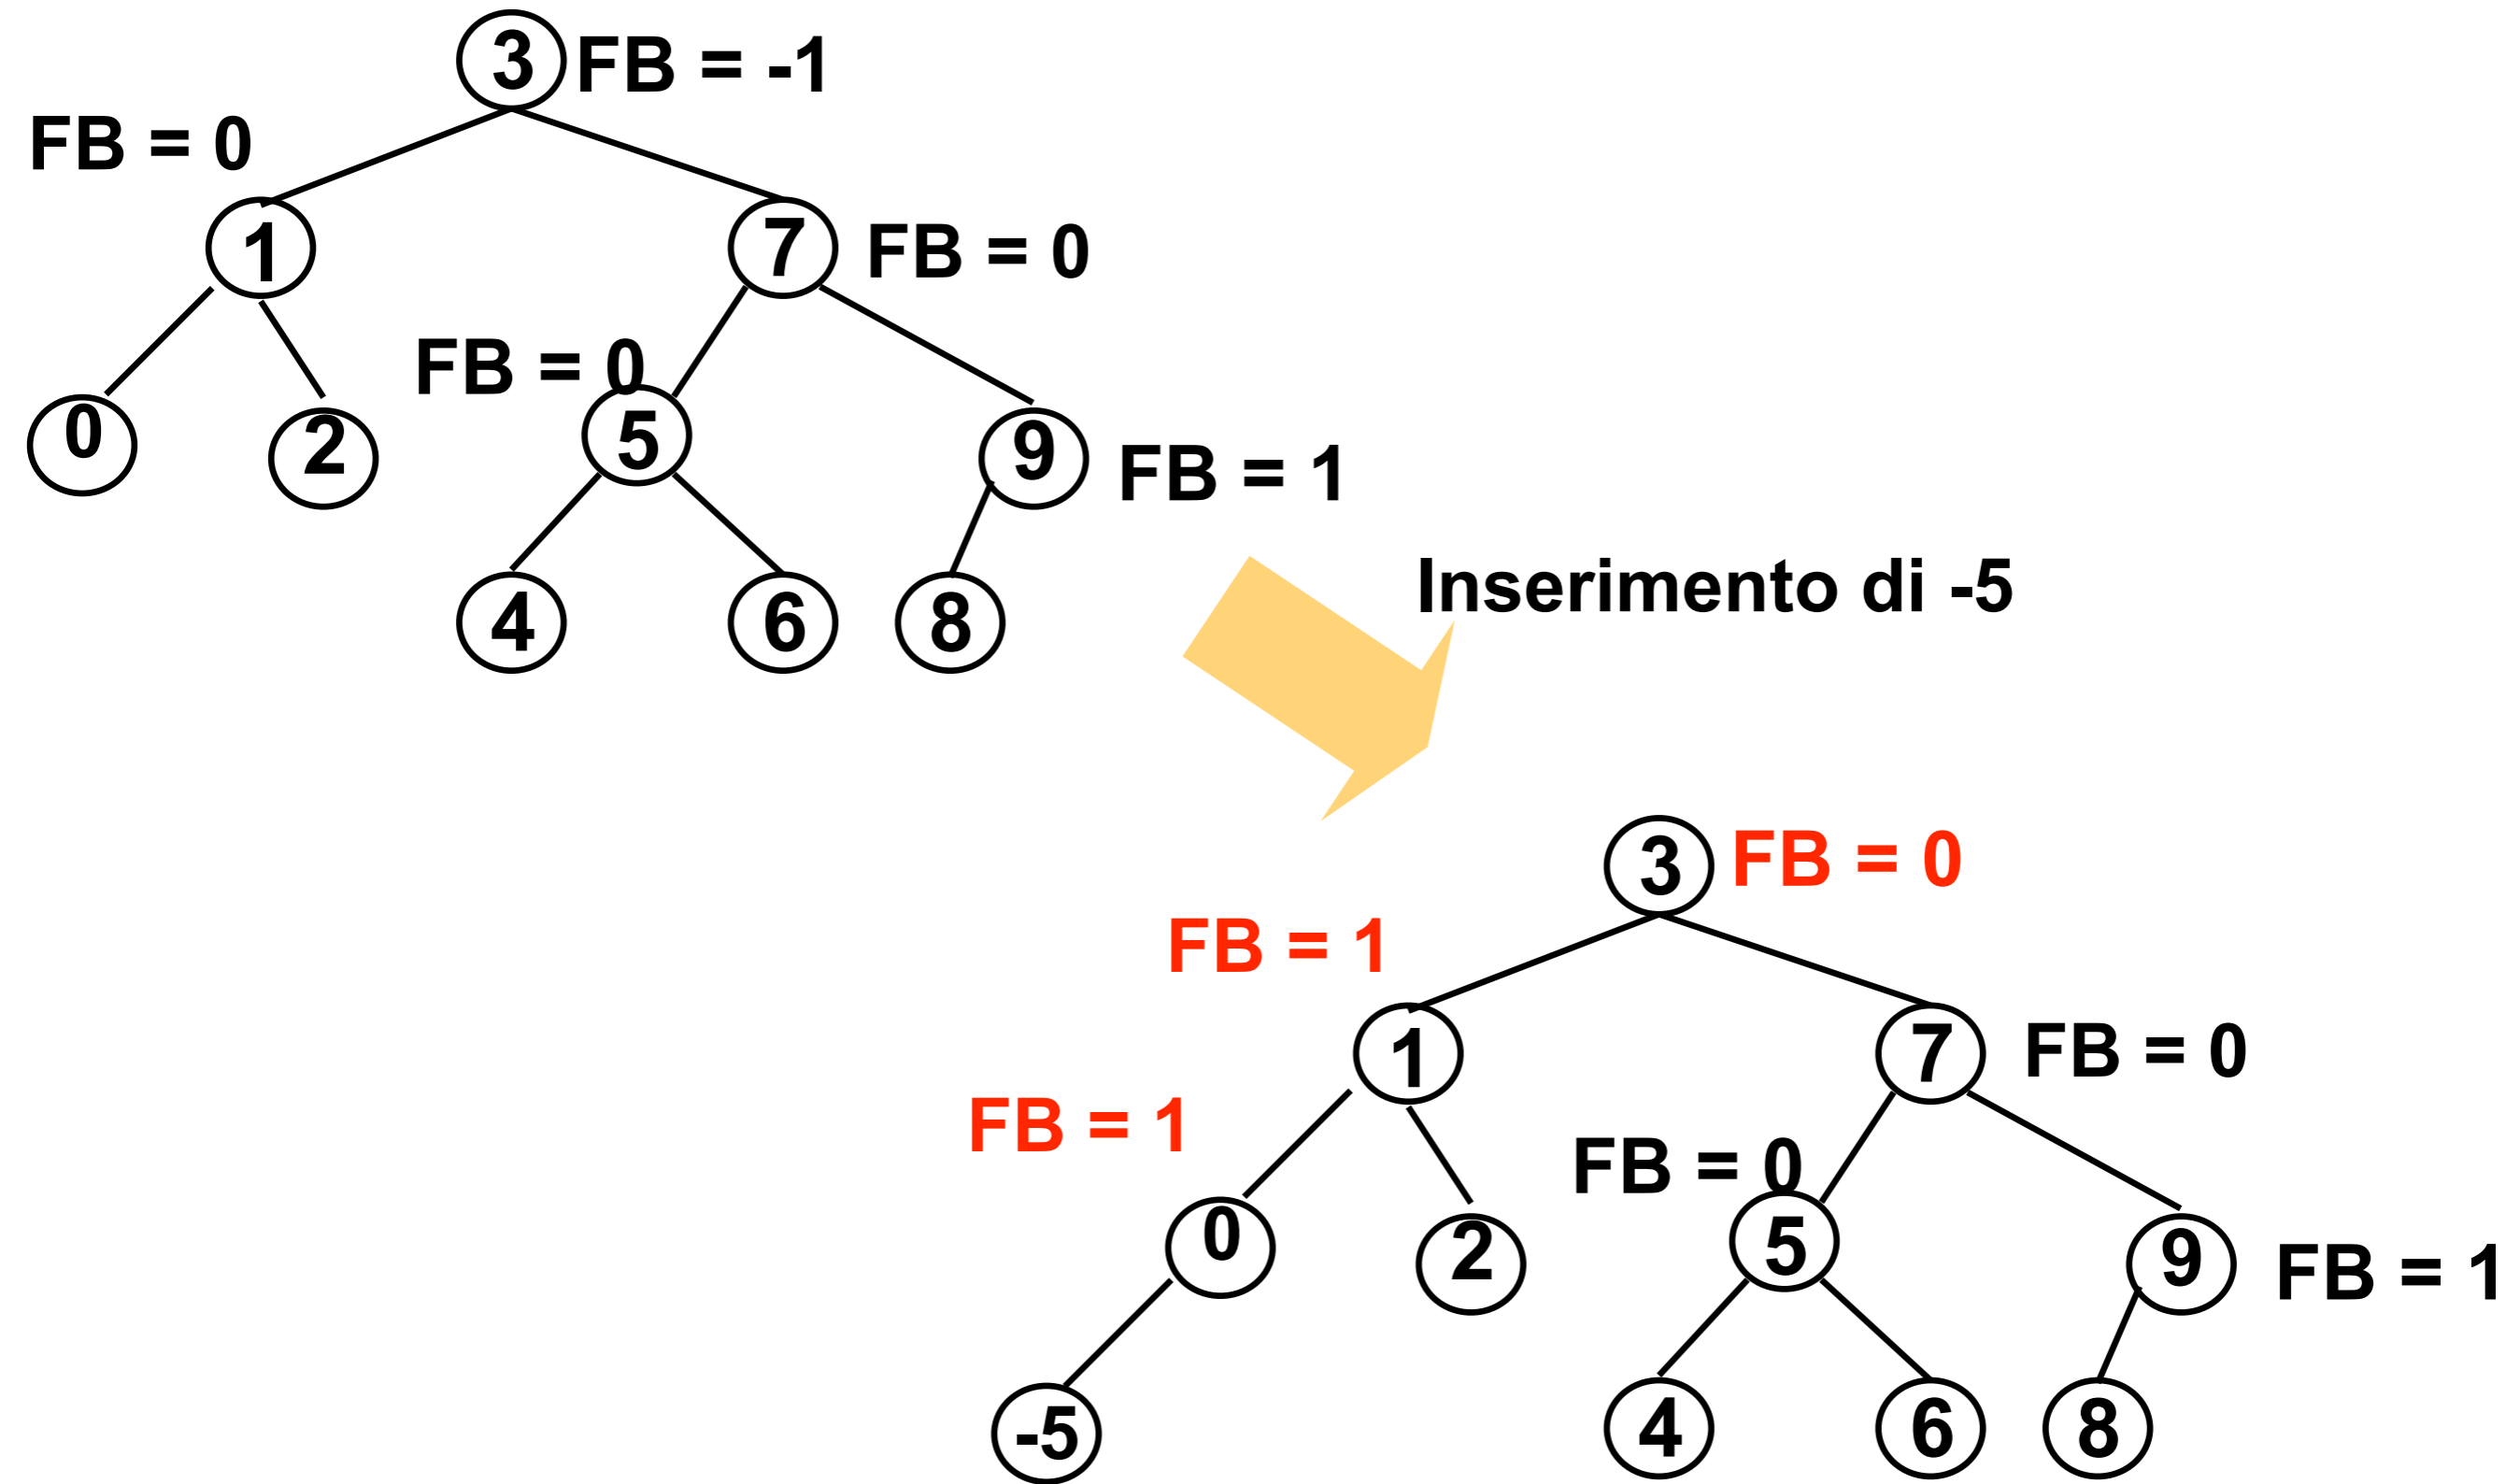 3 FB = -1
FB = 0
1 7 FB = 0
FB = 0
0 2 5 9 FB = 1
Inserimento di -5
4 6 8
3 FB = 0
FB = 1
1 7 FB = 0
FB = 1
FB = 0
0 2 5 9 FB = 1
-5 4 6 8